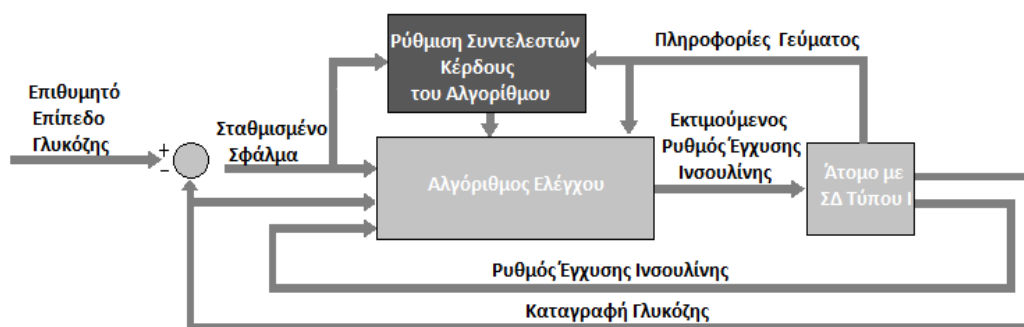 Ρύθμιση Συντελεστών
Κέρδους
του Αλγορίθμου
Πληροφορίες Γεύματος
Επιθυμητό
Επίπεδο
Γλυκόζης
+
−
Σταθμισμένο
Σφάλμα
Αλγόριθμος Ελέγχου
Εκτιμούμενος
Ρυθμός Έγχυσης
Ινσουλίνης
Άτομο με
ΣΔ Τύπου Ι
Ρυθμός Έγχυσης Ινσουλίνης
Καταγραφή Γλυκόζης